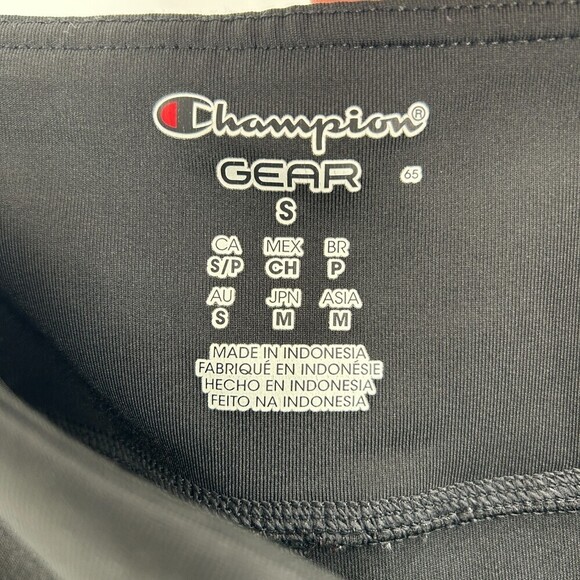 Champion®
GEAR 65
S
CA MEX BR
S/P CH P
AU JPN ASIA
S M M
MADE IN INDONESIA
FABRIQUÉ EN INDONÉSIE
HECHO EN INDONESIA
FEITO NA INDONESIA